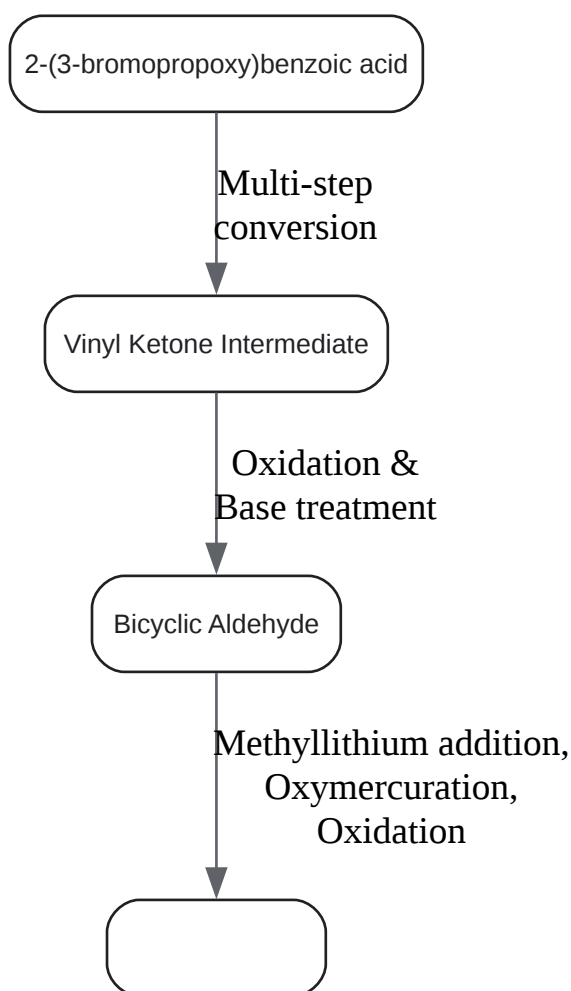 2-(3-bromopropoxy)benzoic acid
Multi-step
conversion
Vinyl Ketone Intermediate
Oxidation &
Base treatment
Bicyclic Aldehyde
Methyllithium addition,
Oxymercuration,
Oxidation